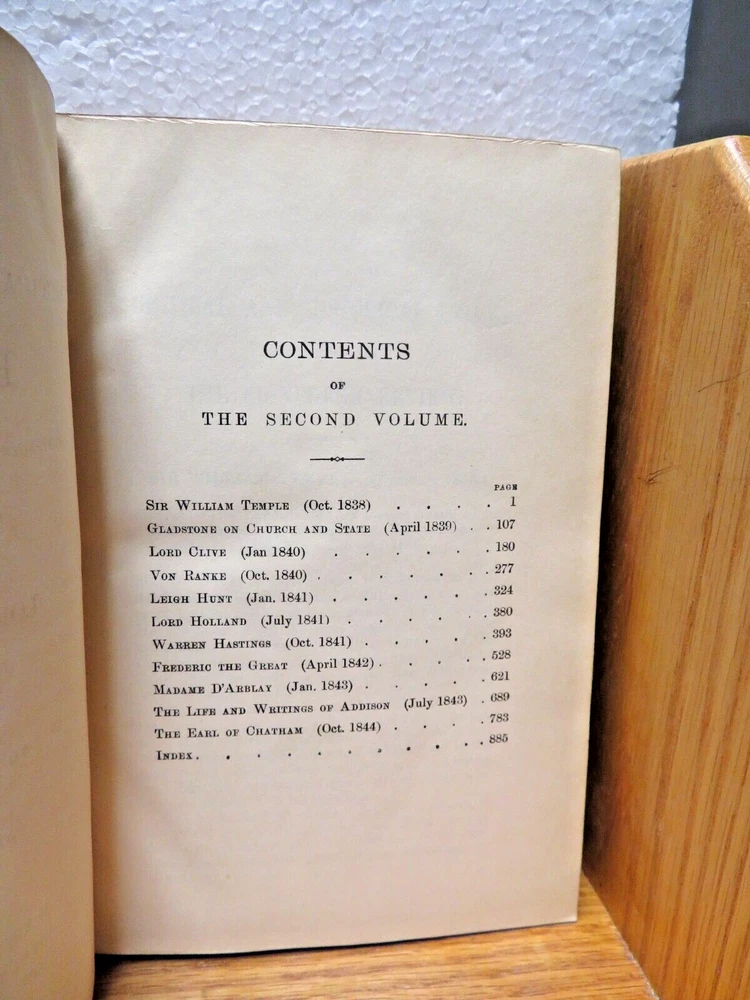 CONTENTS
OF
THE SECOND VOLUME.
PAGE
SIR WILLIAM TEMPLE (Oct. 1838) . . . . 1
GLADSTONE ON CHURCH AND STATE (April 1839) . . 107
LORD CLIVE (Jan 1840) . . . . . . 180
VON RANKE (Oct. 1840) . . . . . . 277
LEIGH HUNT (Jan. 1841) . . . . . . 324
LORD HOLLAND (July 1841) . . . . . 380
WARREN HASTINGS (Oct. 1841) . . . . . 393
FREDERIC THE GREAT (April 1842) . . . . . 528
MADAME D'ARBLAY (Jan. 1843) . . . . . 621
THE LIFE AND WRITINGS OF ADDISON (July 1843) . 689
THE EARL OF CHATHAM (Oct. 1844) . . . . 783
INDEX . . . . . . . . . . 885